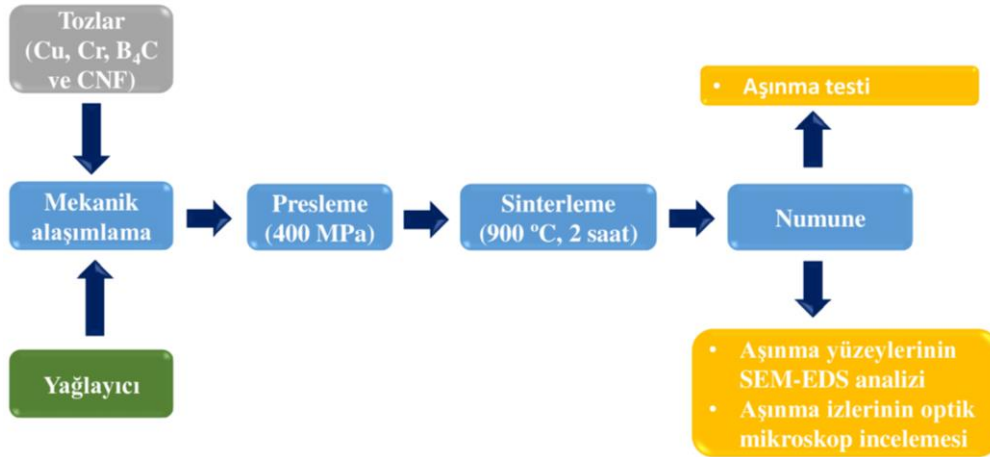 Tozlar
(Cu, Cr, B₄C
ve CNF)
• Aşınma testi
Mekanik
alaşımlama
Presleme
(400 MPa)
Sinterleme
(900 ºC, 2 saat)
Numune
Yağlayıcı
• Aşınma yüzeylerinin
SEM-EDS analizi
• Aşınma izlerinin optik
mikroskop incelemesi